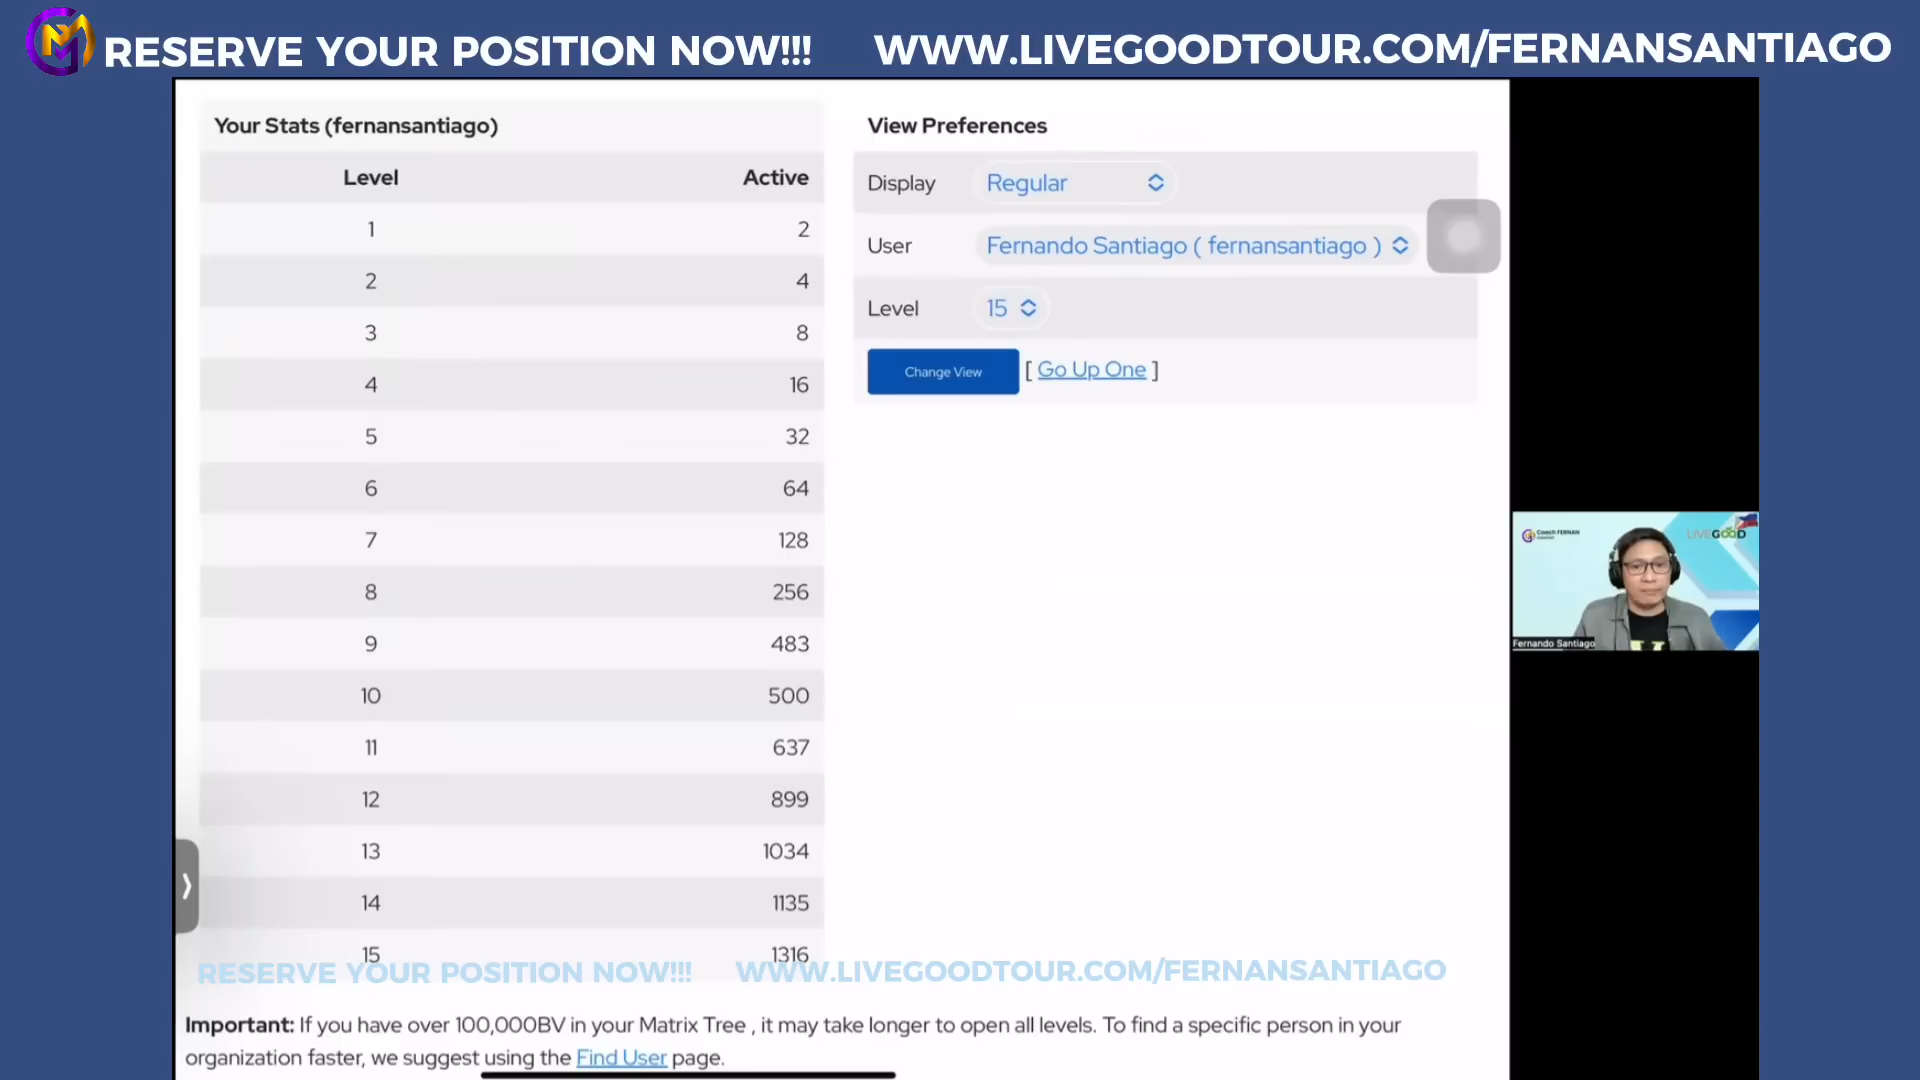 RESERVE YOUR POSITION NOW!!! WWW.LIVEGOODTOUR.COM/FERNANSANTIAGO
Your Stats (fernansantiago)
Level Active
1 2
2 4
3 8
4 16
5 32
6 64
7 128
8 256
9 483
10 500
11 637
12 899
13 1034
14 1135
15 1316
View Preferences
Display Regular
User Fernando Santiago ( fernansantiago )
Level 15
Change View [ Go Up One ]
Coach FERNAN
LIVEGOOD
Fernando Santiago
RESERVE YOUR POSITION NOW!!! WWW.LIVEGOODTOUR.COM/FERNANSANTIAGO
Important: If you have over 100,000BV in your Matrix Tree , it may take longer to open all levels. To find a specific person in your
organization faster, we suggest using the Find User page.